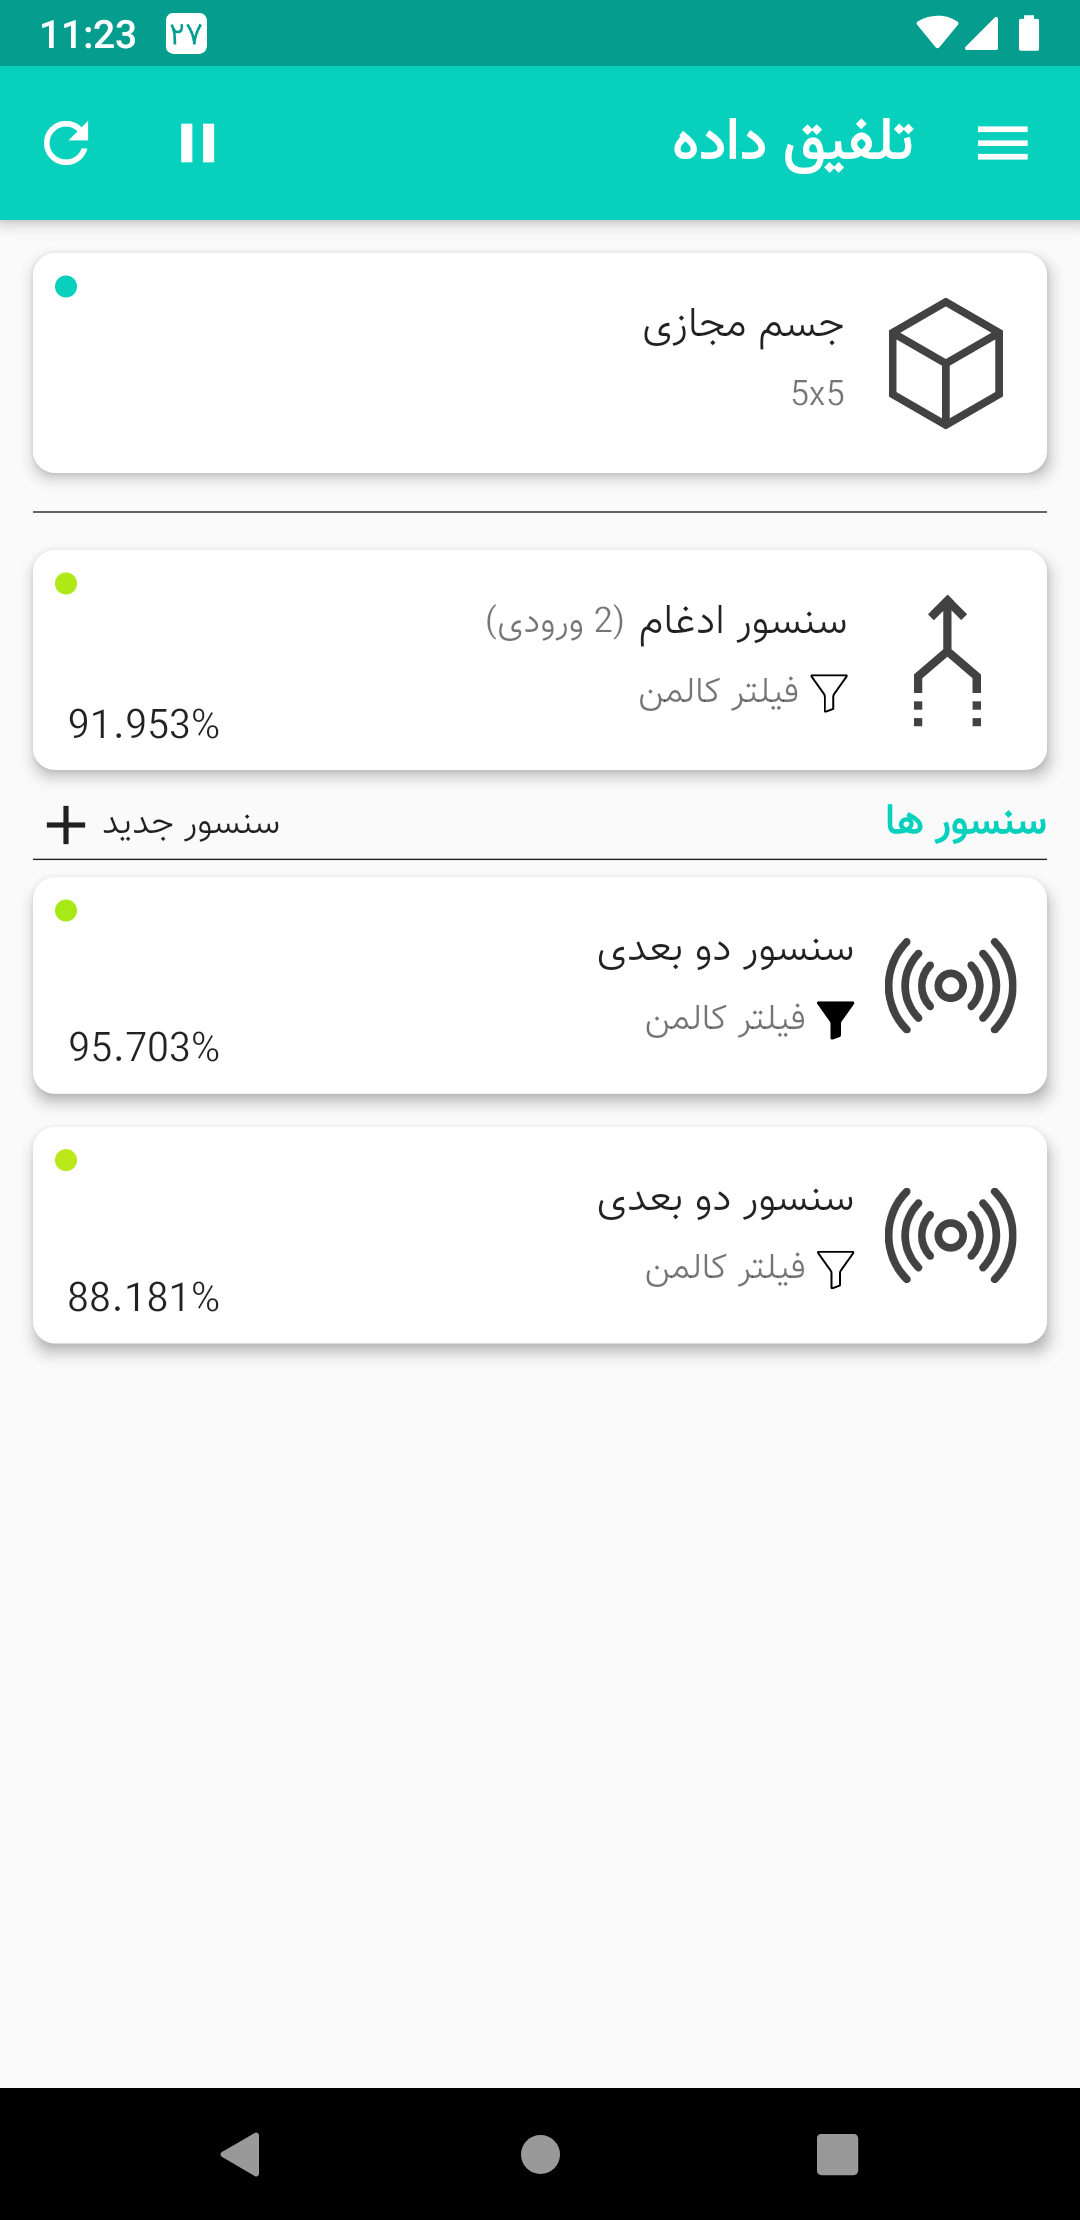 11:23 ۲۷
تلفیق داده
جسم مجازی
5x5
سنسور ادغام (2 ورودی)
فیلتر کالمن
91.953%
سنسور ها
سنسور جدید
سنسور دو بعدی
فیلتر کالمن
95.703%
سنسور دو بعدی
فیلتر کالمن
88.181%